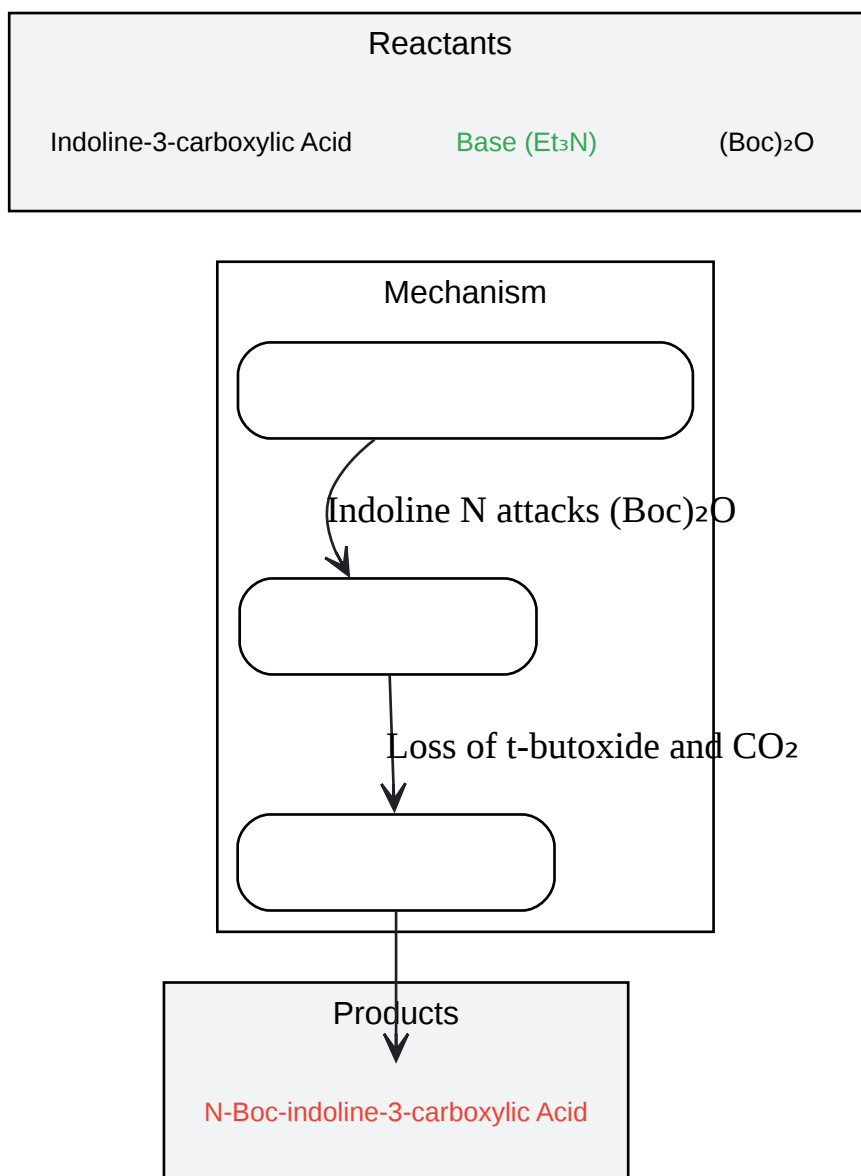 Reactants
Indoline-3-carboxylic Acid Base (Et₃N) (Boc)₂O
Mechanism
Indoline N attacks (Boc)₂O
Loss of t-butoxide and CO₂
Products
N-Boc-indoline-3-carboxylic Acid